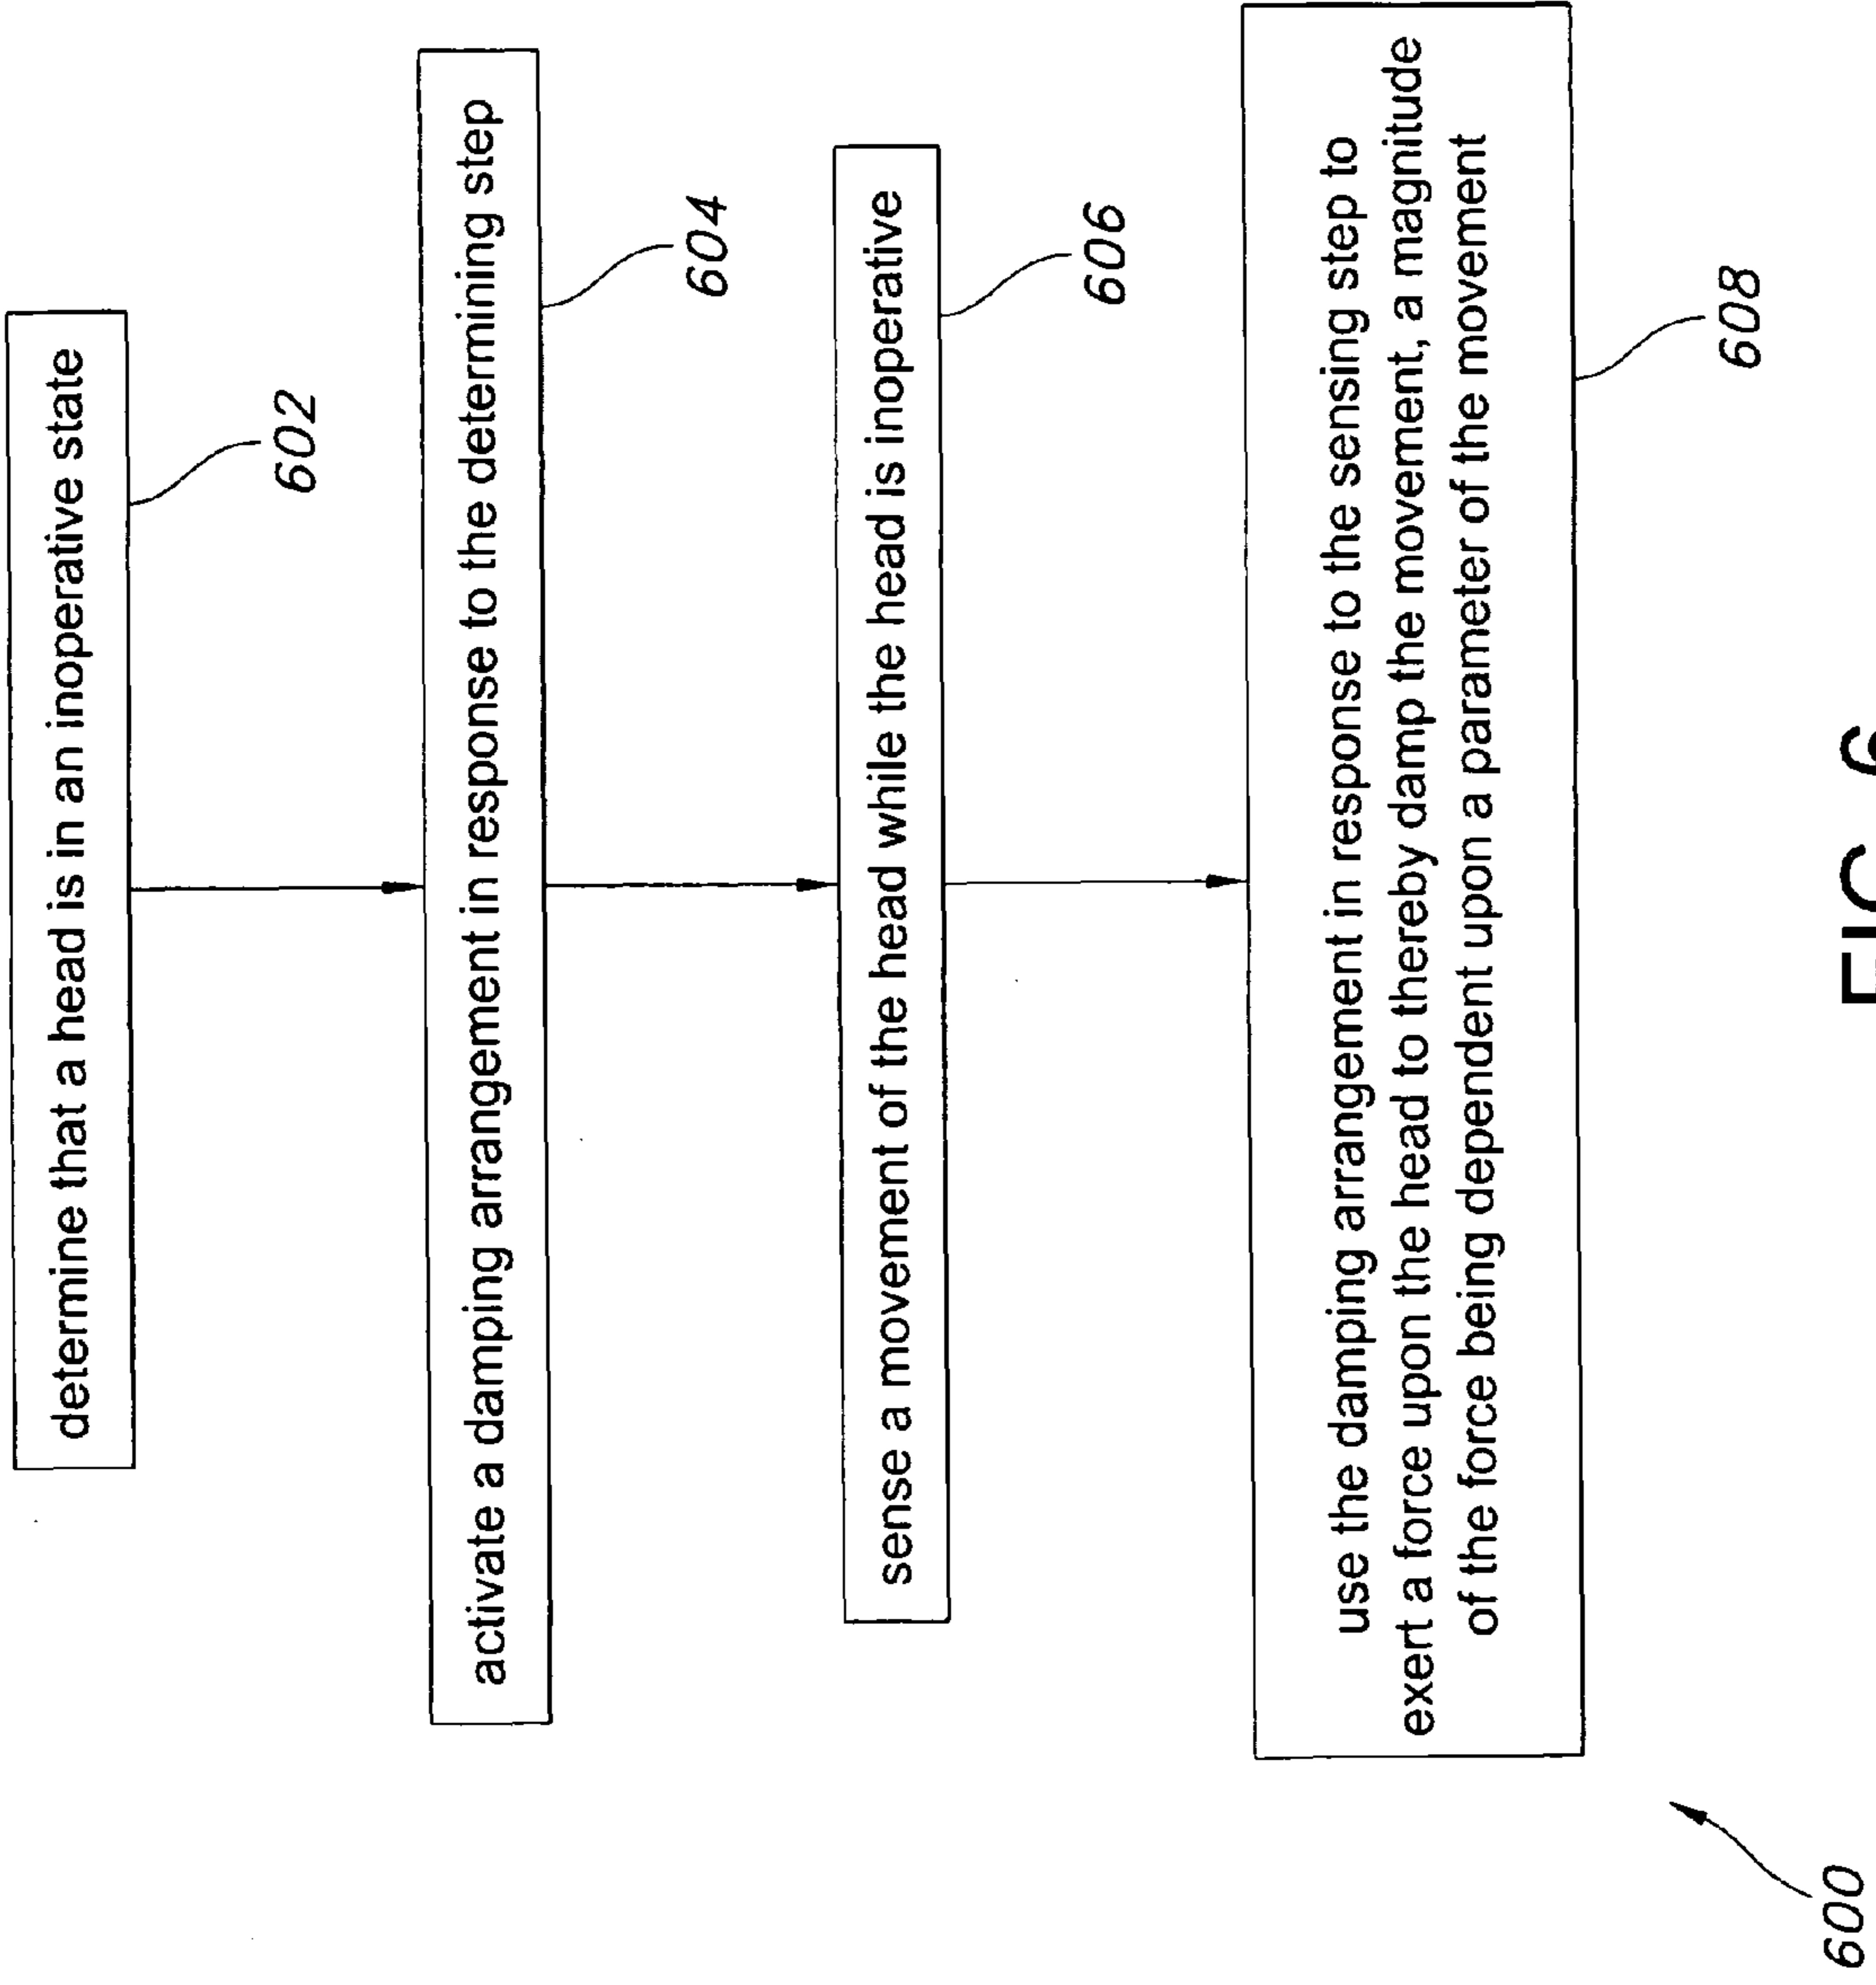 determine that a head is in an inoperative state
602
activate a damping arrangement in response to the determining step
604
sense a movement of the head while the head is inoperative
606
use the damping arrangement in response to the sensing step to
exert a force upon the head to thereby damp the movement, a magnitude
of the force being dependent upon a parameter of the movement
608
600
FIG. 6